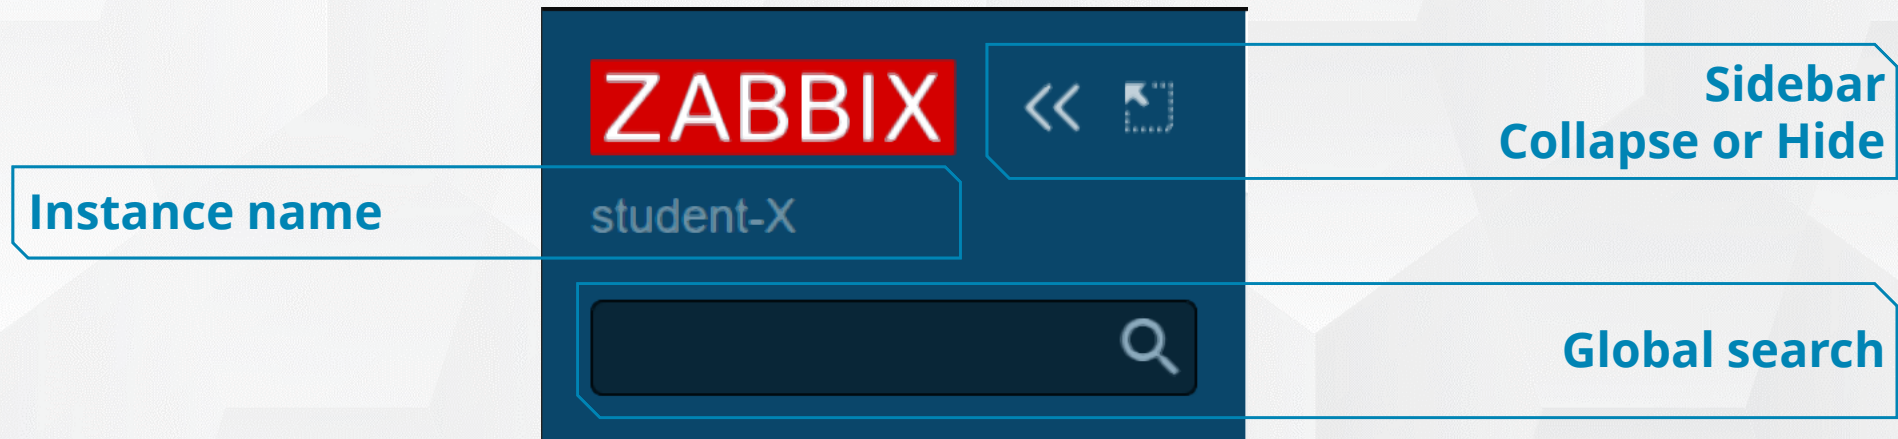 ZABBIX
Sidebar
Collapse or Hide
Instance name
student-X
Global search